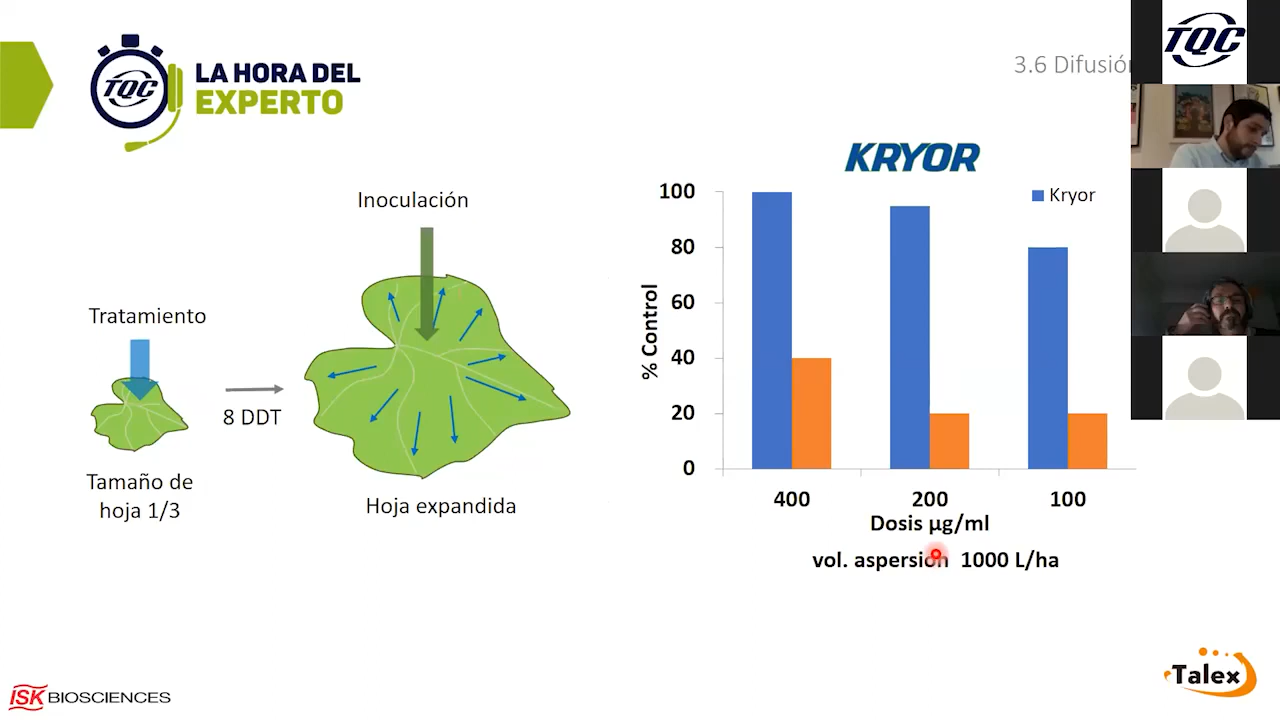 TQC
LA HORA DEL
EXPERTO
3.6 Difusión
TQC
KRYOR
Inoculación
Tratamiento
8 DDT
Tamaño de
hoja 1/3
Hoja expandida
Kryor
% Control
100
80
60
40
20
0
400
200
100
Dosis µg/ml
vol. aspersión 1000 L/ha
ISK BIOSCIENCES
Talex